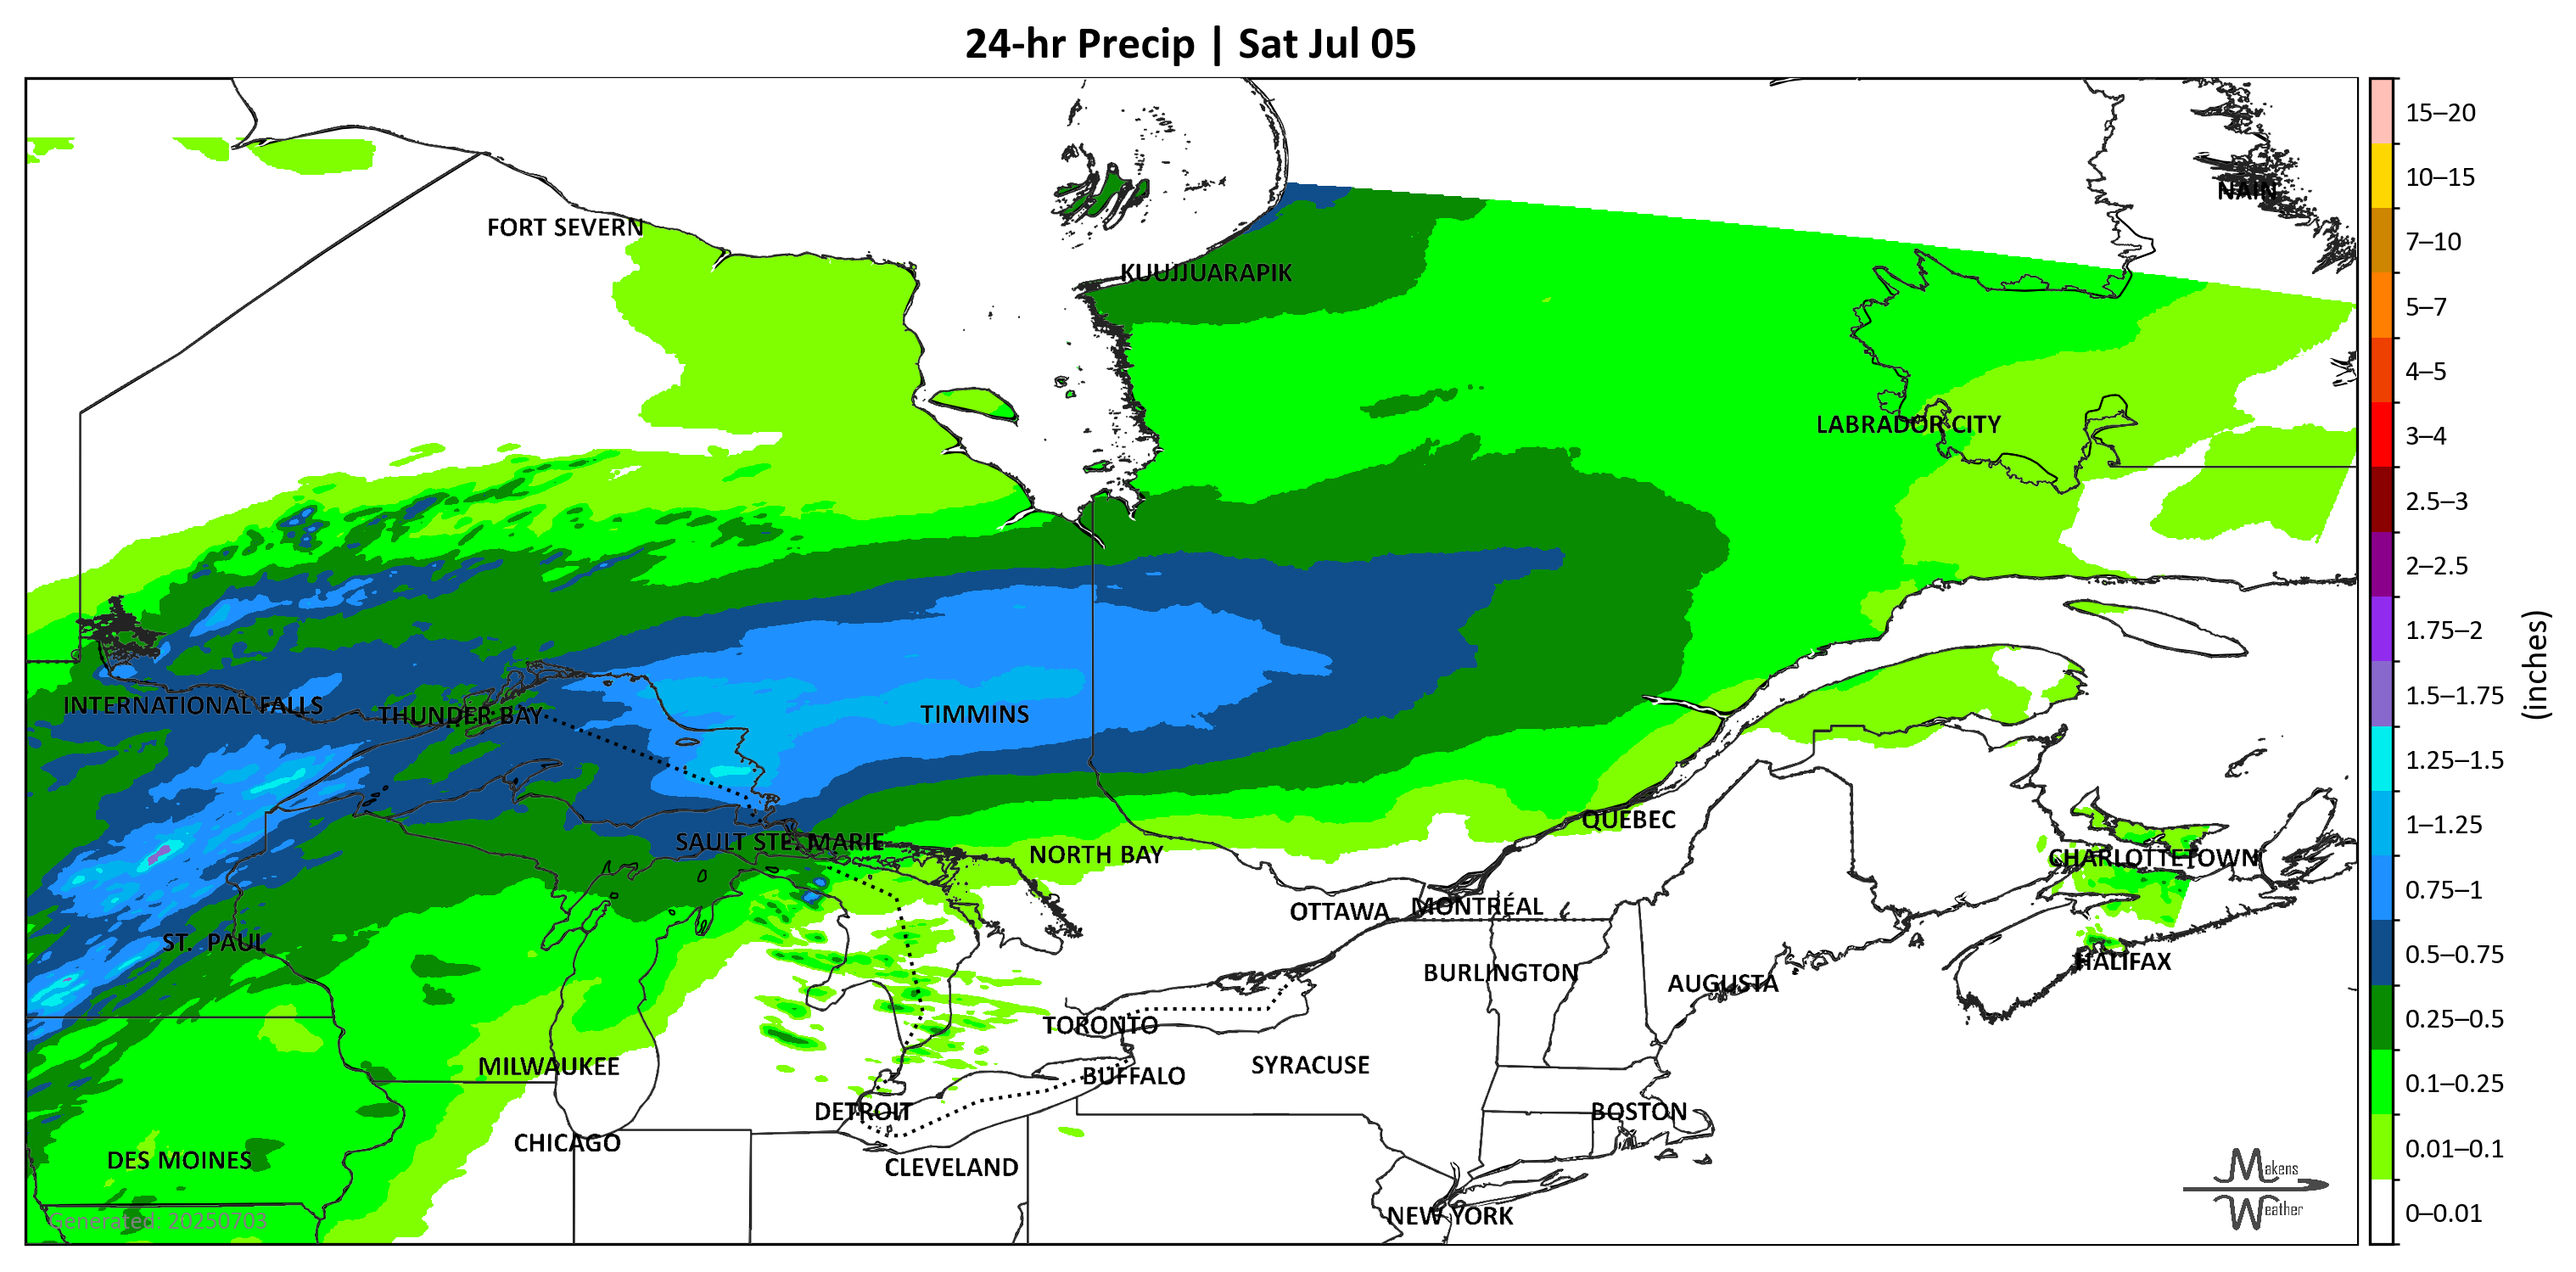 24-hr Precip | Sat Jul 05
NAIN
FORT SEVERN
KUUJJUARAPIK
LABRADOR CITY
INTERNATIONAL FALLS
THUNDER BAY
TIMMINS
QUEBEC
SAULT STE. MARIE
NORTH BAY
CHARLOTTETOWN
OTTAWA
MONTRÉAL
ST. PAUL
HALIFAX
BURLINGTON
AUGUSTA
TORONTO
MILWAUKEE
SYRACUSE
BUFFALO
DETROIT
BOSTON
CHICAGO
DES MOINES
CLEVELAND
NEW YORK
Generated: 20250703
Makens
Weather
15–20
10–15
7–10
5–7
4–5
3–4
2.5–3
2–2.5
1.75–2
1.5–1.75
1.25–1.5
1–1.25
0.75–1
0.5–0.75
0.25–0.5
0.1–0.25
0.01–0.1
0–0.01
(inches)